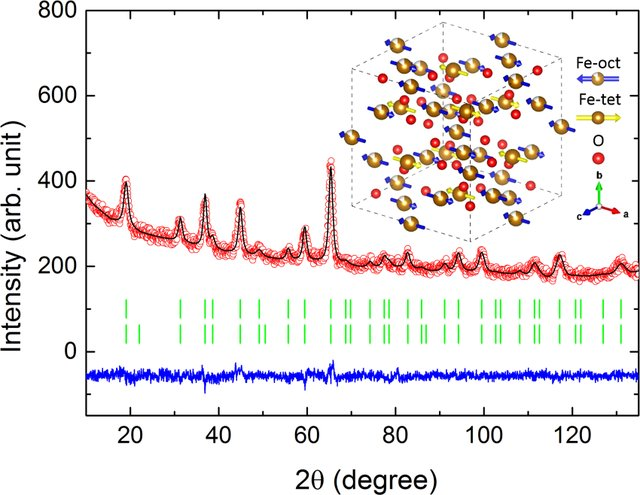 800
600
400
200
0
Intensity (arb. unit)
20 40 60 80 100 120
2θ (degree)
Fe-oct
Fe-tet
O
b
c a